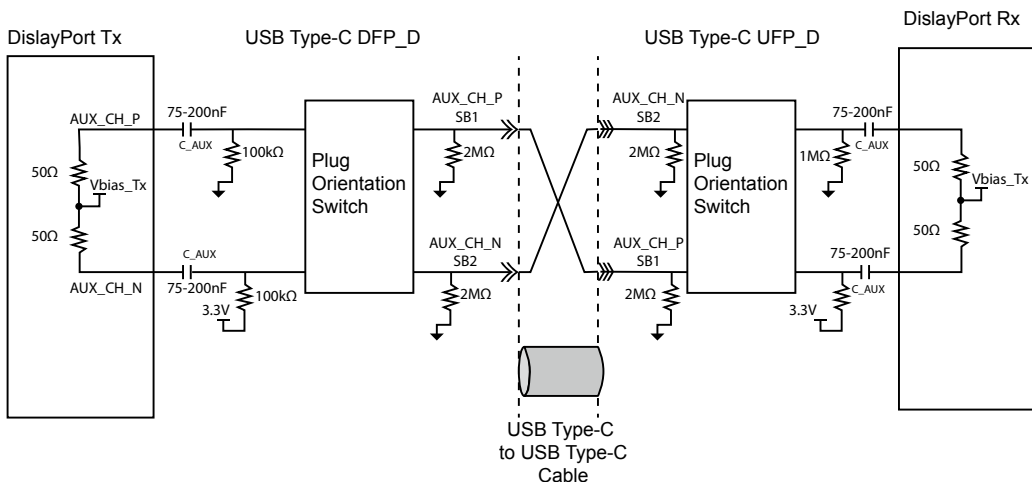 DislayPort Tx
USB Type-C DFP_D
USB Type-C UFP_D
DislayPort Rx
AUX_CH_P
75-200nF
C_AUX
100kΩ
50Ω
Vbias_Tx
50Ω
AUX_CH_N
C_AUX
75-200nF
3.3V
100kΩ
Plug
Orientation
Switch
AUX_CH_P
SB1
2MΩ
AUX_CH_N
SB2
2MΩ
AUX_CH_N
SB2
2MΩ
AUX_CH_P
SB1
2MΩ
Plug
Orientation
Switch
75-200nF
C_AUX
1MΩ
75-200nF
C_AUX
3.3V
50Ω
Vbias_Tx
50Ω
USB Type-C
to USB Type-C
Cable